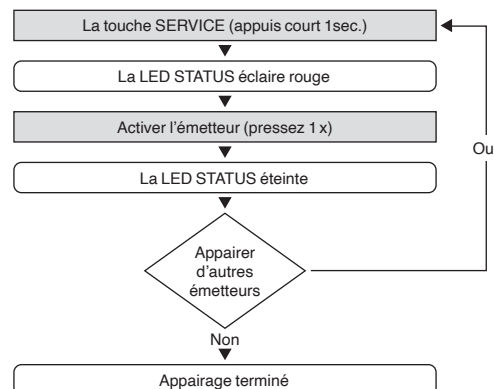 La touche SERVICE (appuis court 1sec.)
La LED STATUS éclaire rouge
Activer l'émetteur (pressez 1 x)
Ou
La LED STATUS éteinte
Appairer
d'autres
émetteurs
Non
Appairage terminé